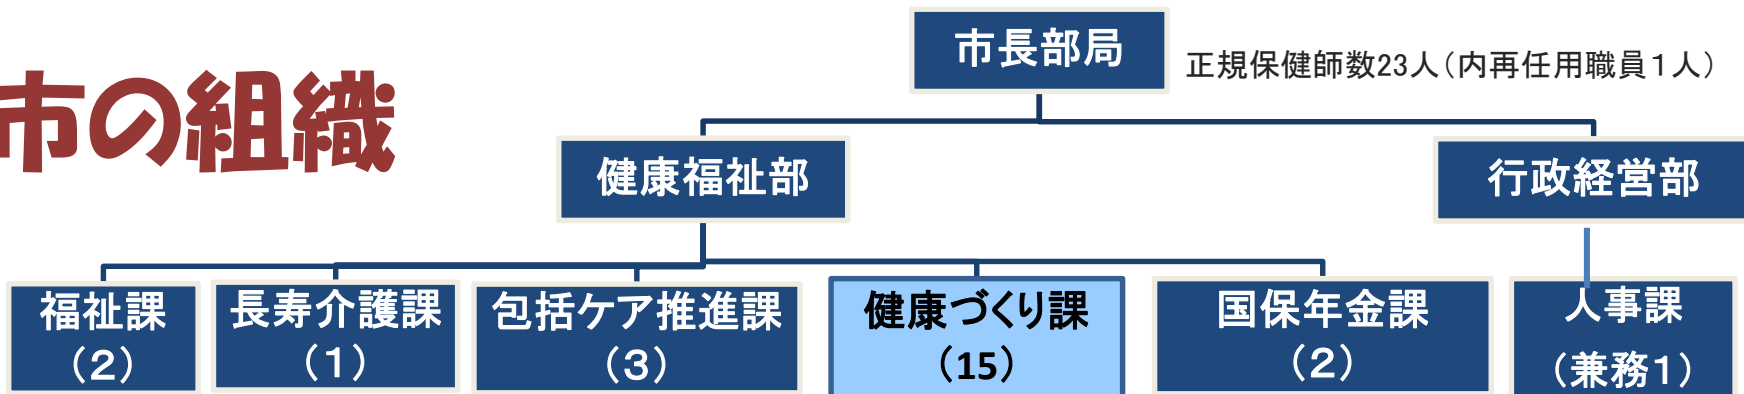 市の組織
市長部局
正規保健師数23人（内再任用職員１人）
健康福祉部
行政経営部
福祉課
（２）
長寿介護課
（１）
包括ケア推進課
（３）
健康づくり課
（15）
国保年金課
（２）
人事課
（兼務１）